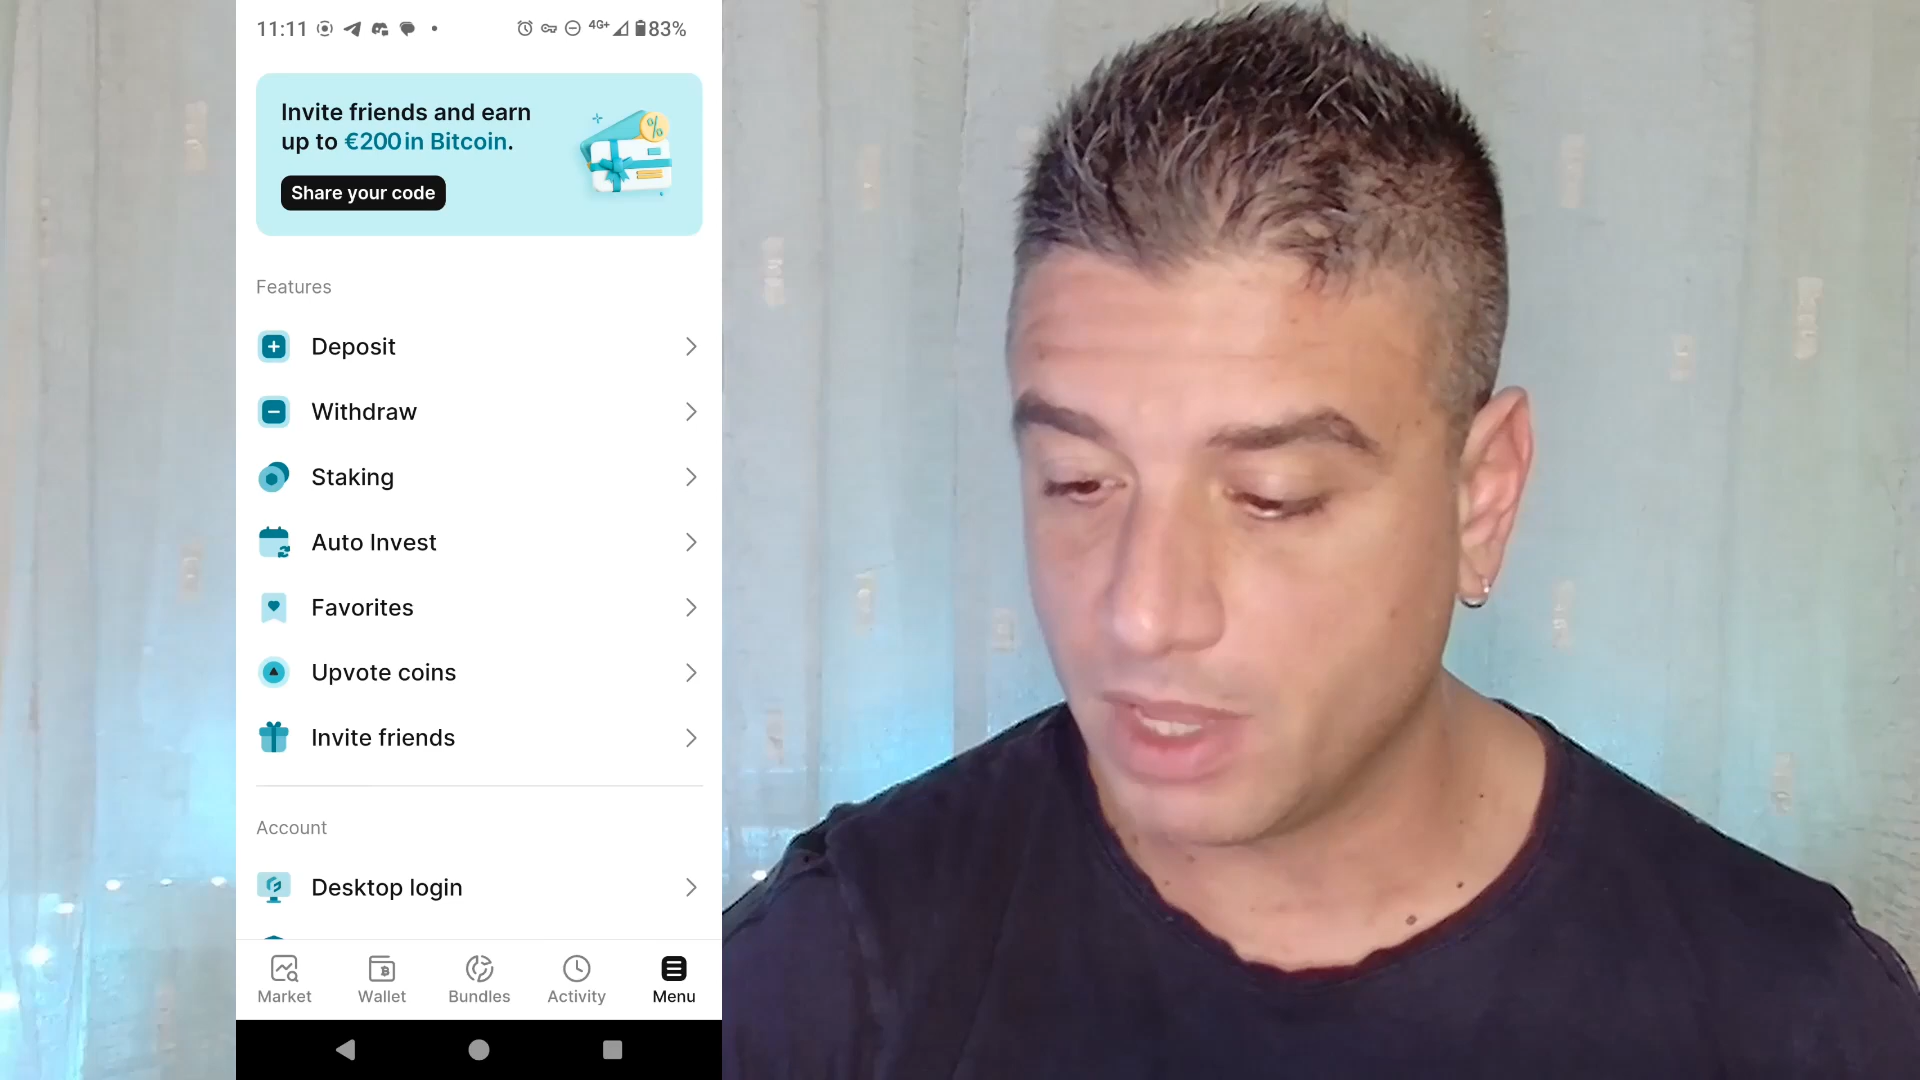 11:11
4G+
83%
Invite friends and earn
up to €200 in Bitcoin.
Share your code
Features
Deposit
Withdraw
Staking
Auto Invest
Favorites
Upvote coins
Invite friends
Account
Desktop login
Market
Wallet
Bundles
Activity
Menu